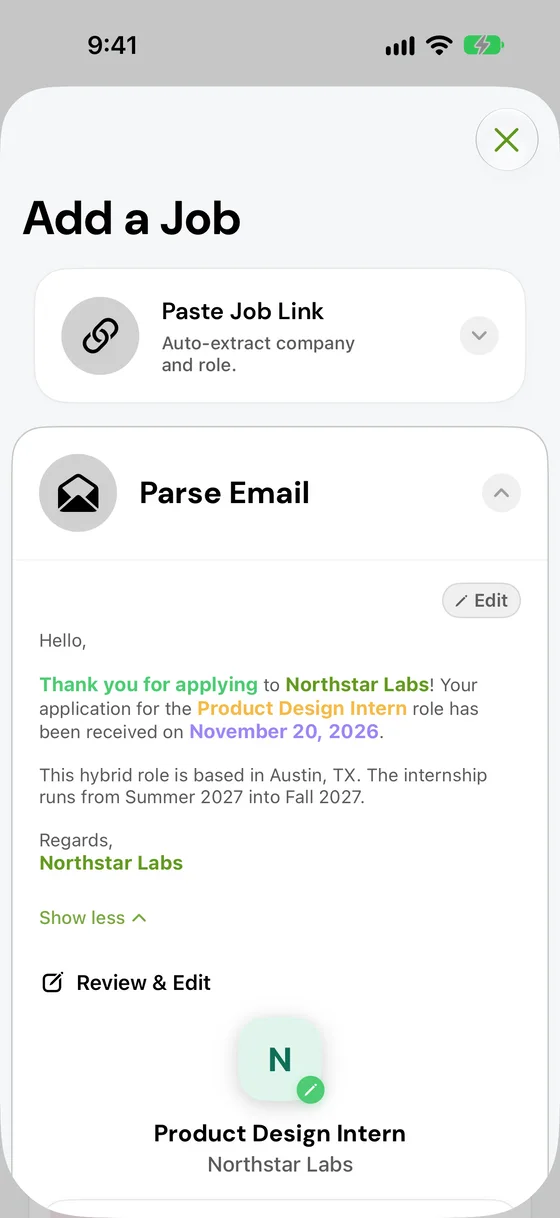 9:41
Add a Job
Paste Job Link
Auto-extract company
and role.
Parse Email
Edit
Hello,
Thank you for applying to Northstar Labs! Your
application for the Product Design Intern role has
been received on November 20, 2026.
This hybrid role is based in Austin, TX. The internship
runs from Summer 2027 into Fall 2027.
Regards,
Northstar Labs
Show less
Review & Edit
N
Product Design Intern
Northstar Labs